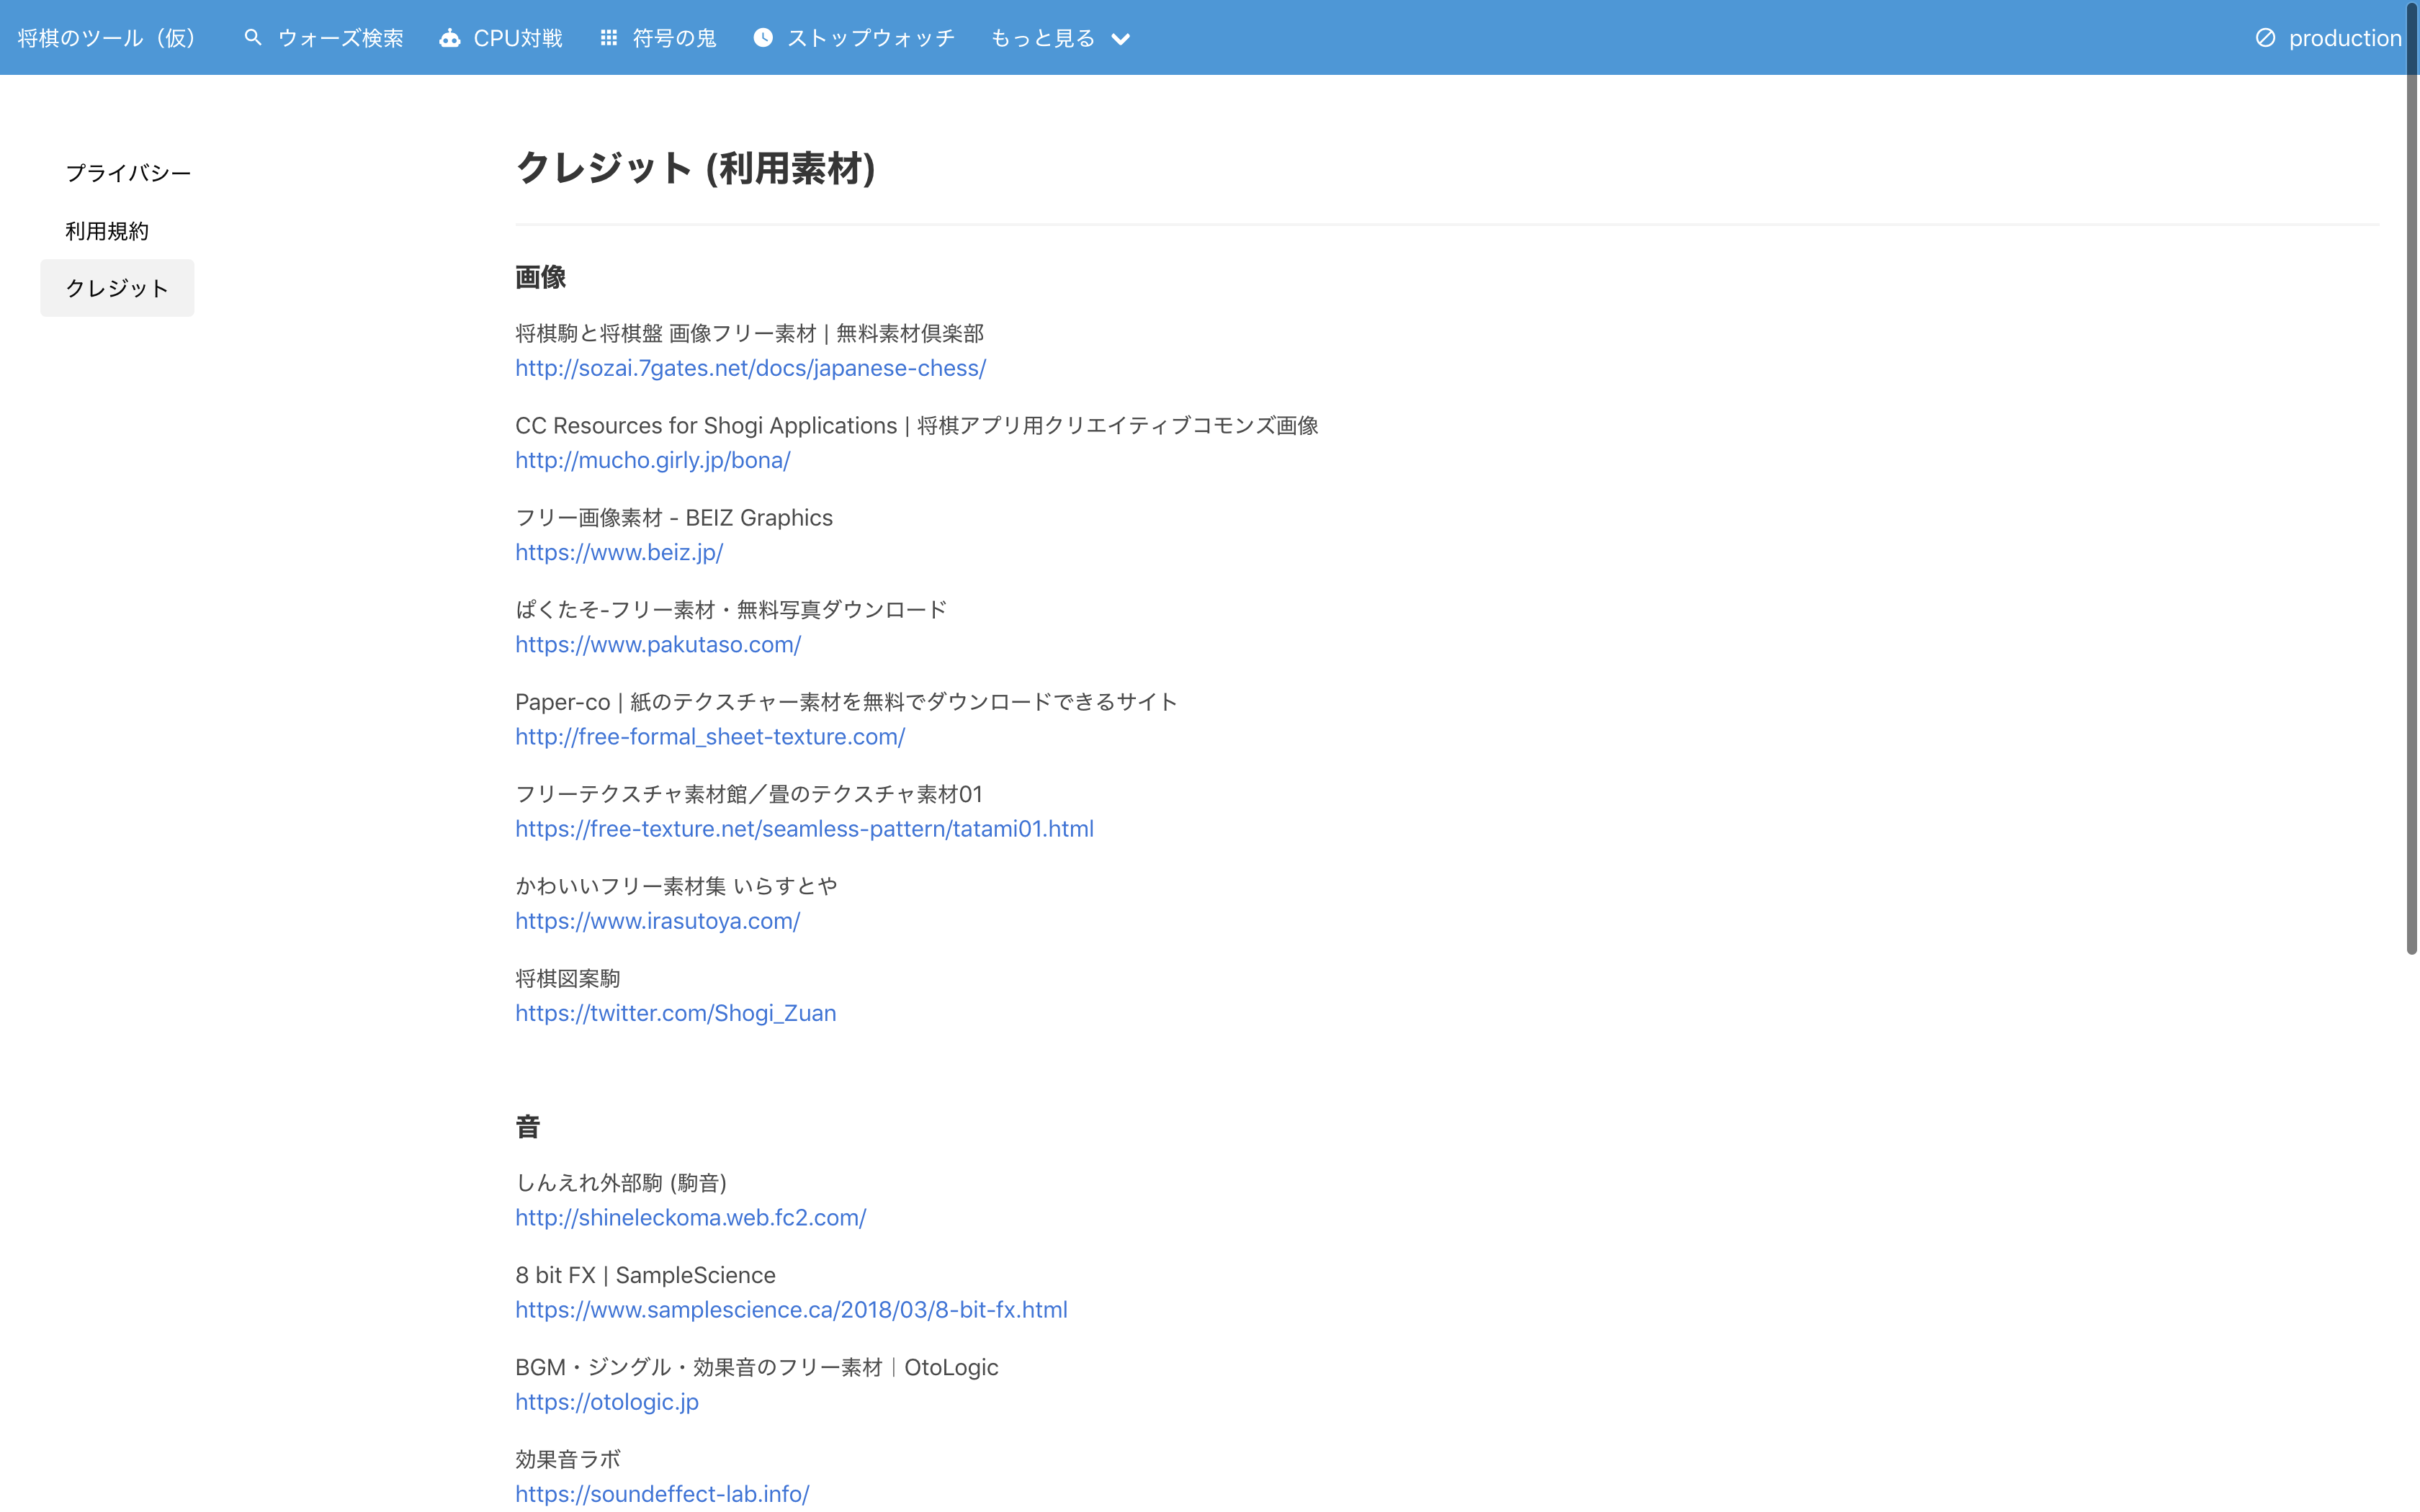 将棋のツール（仮） ウォーズ検索 CPU対戦 符号の鬼 ストップウォッチ もっと見る production
プライバシー
利用規約
クレジット
クレジット (利用素材)
画像
将棋駒と将棋盤 画像フリー素材 | 無料素材倶楽部
http://sozai.7gates.net/docs/japanese-chess/
CC Resources for Shogi Applications | 将棋アプリ用クリエイティブコモンズ画像
http://mucho.girly.jp/bona/
フリー画像素材 - BEIZ Graphics
https://www.beiz.jp/
ぱくたそ-フリー素材・無料写真ダウンロード
https://www.pakutaso.com/
Paper-co | 紙のテクスチャー素材を無料でダウンロードできるサイト
http://free-formal_sheet-texture.com/
フリーテクスチャ素材館／畳のテクスチャ素材01
https://free-texture.net/seamless-pattern/tatami01.html
かわいいフリー素材集 いらすとや
https://www.irasutoya.com/
将棋図案駒
https://twitter.com/Shogi_Zuan
音
しんえれ外部駒 (駒音)
http://shineleckoma.web.fc2.com/
8 bit FX | SampleScience
https://www.samplescience.ca/2018/03/8-bit-fx.html
BGM・ジングル・効果音のフリー素材｜OtoLogic
https://otologic.jp
効果音ラボ
https://soundeffect-lab.info/